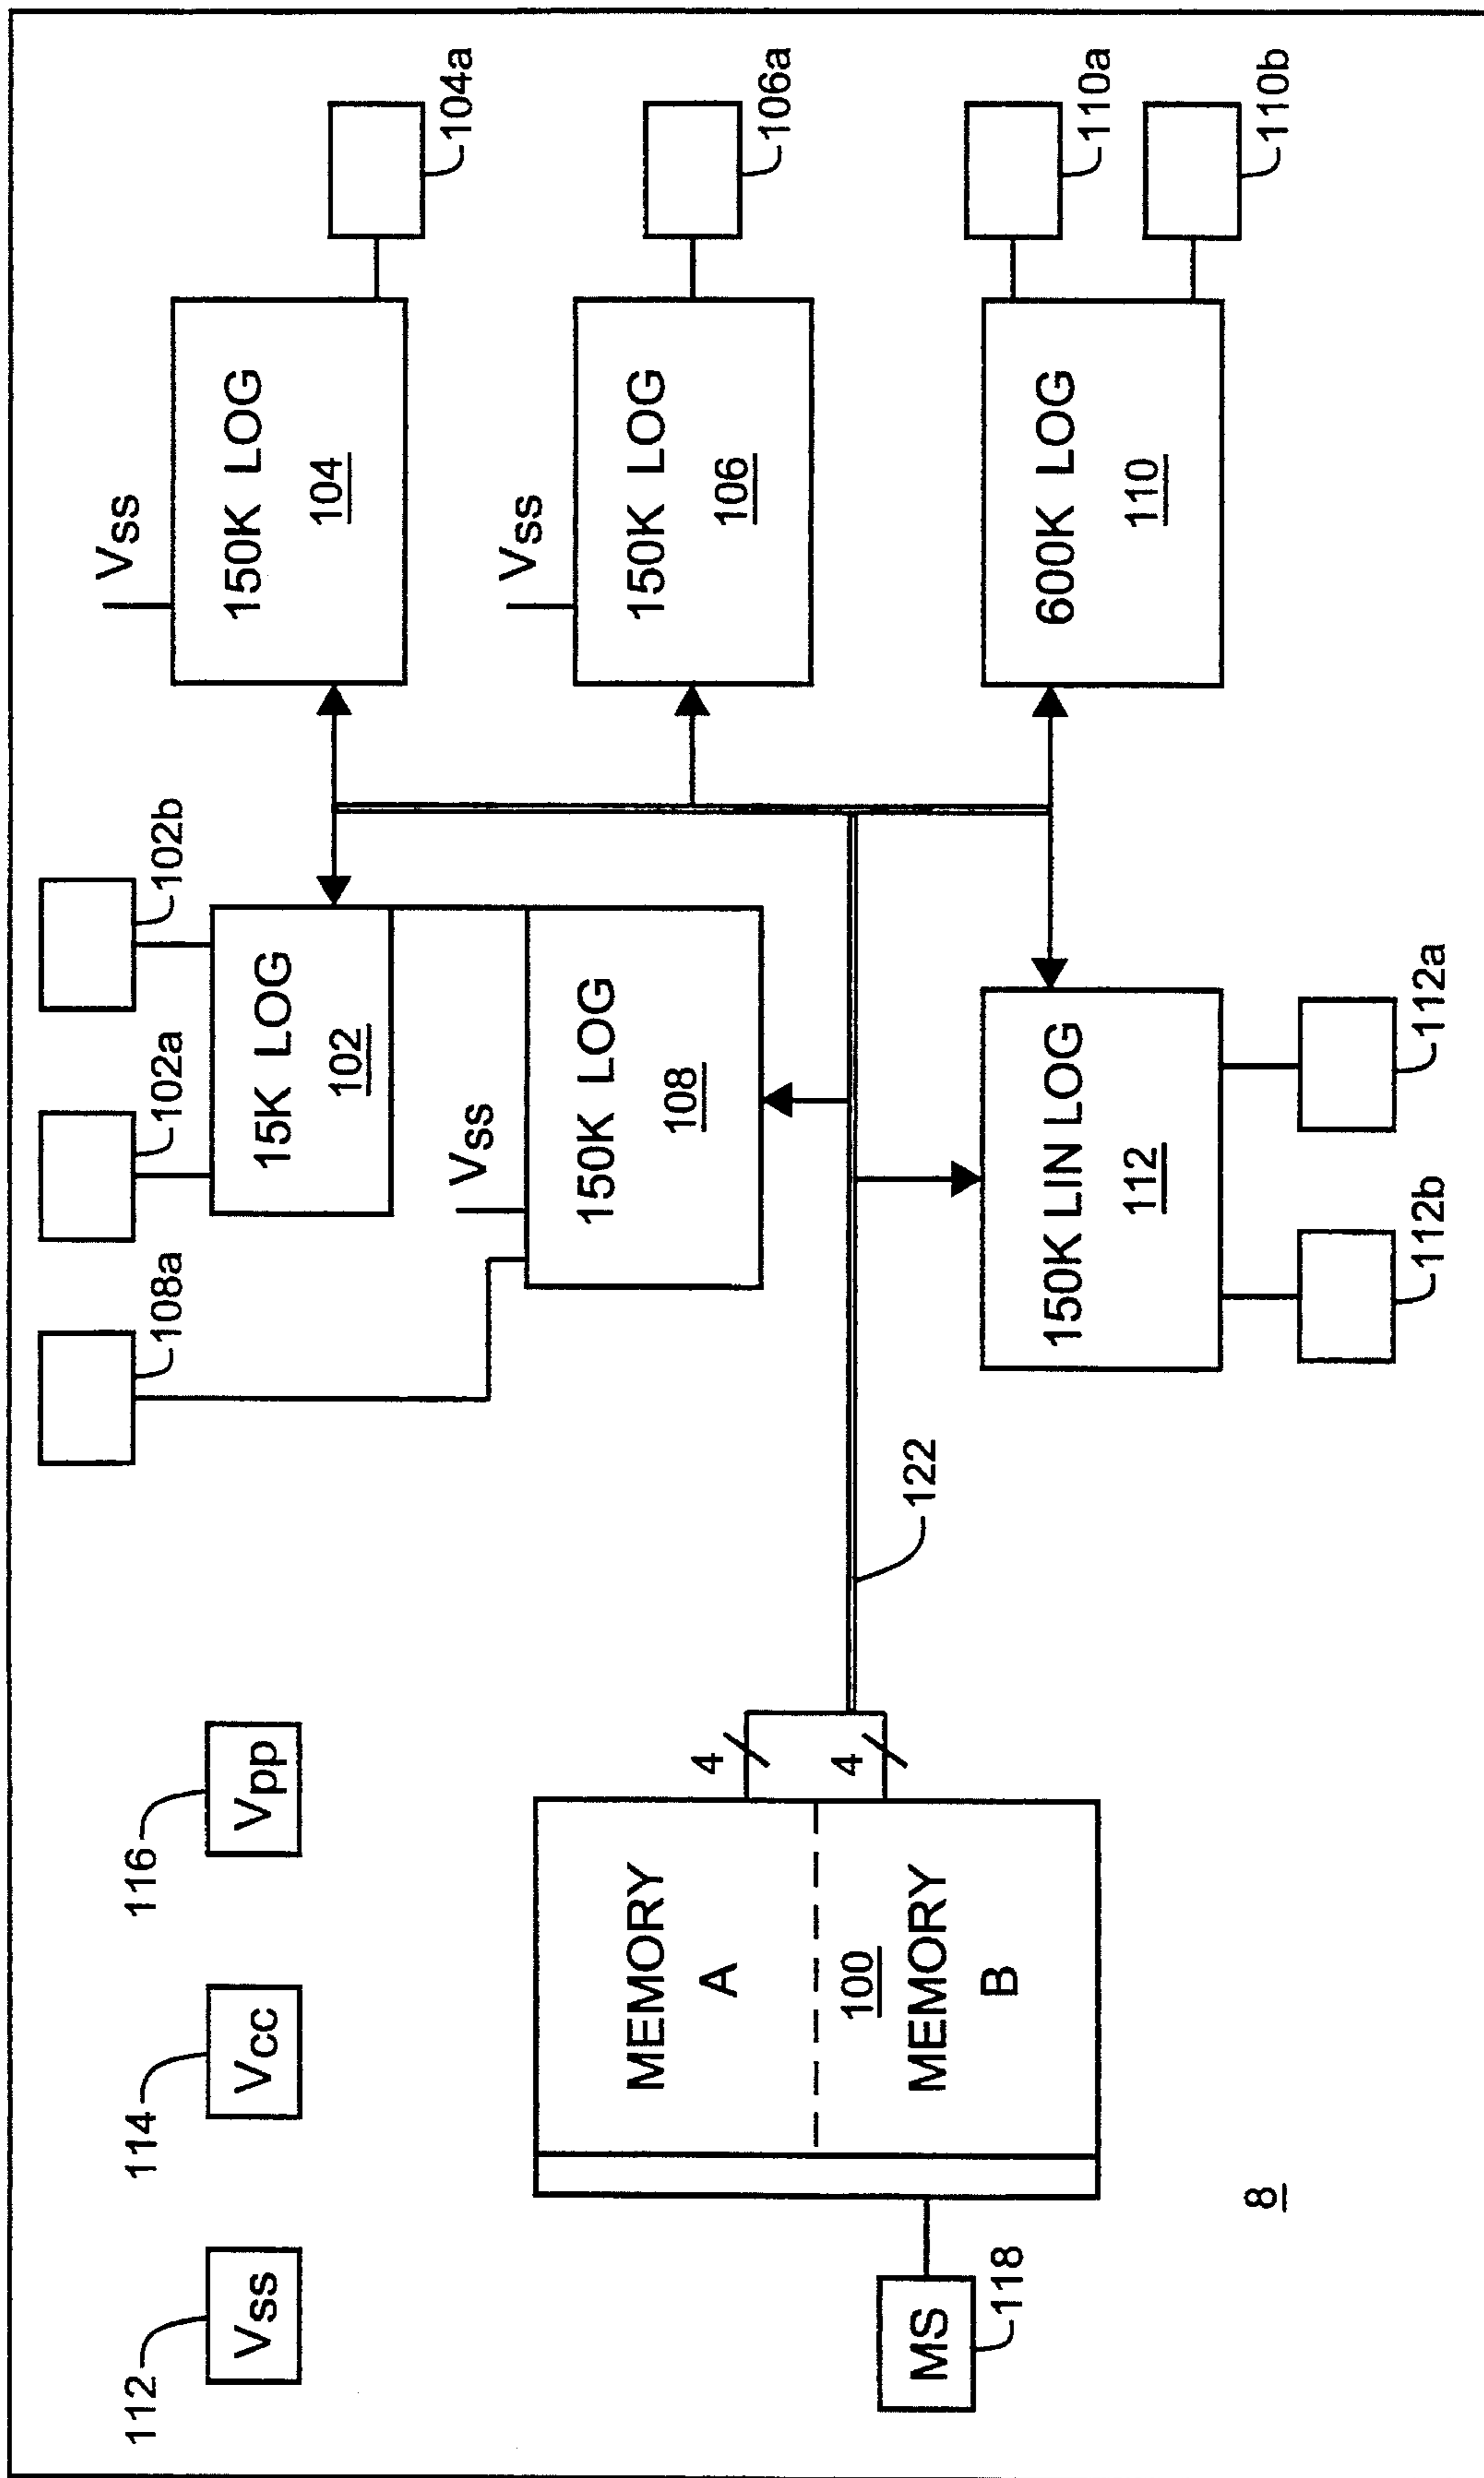 112
Vss
114
Vcc
116
Vpp
108a
102a
102b
15K LOG
102
Vss
150K LOG
104
104a
Vss
150K LOG
108
Vss
150K LOG
106
106a
MEMORY
A
100
MEMORY
B
4
4
MS
118
122
150K LIN LOG
112
112b
112a
600K LOG
110
110a
110b
8